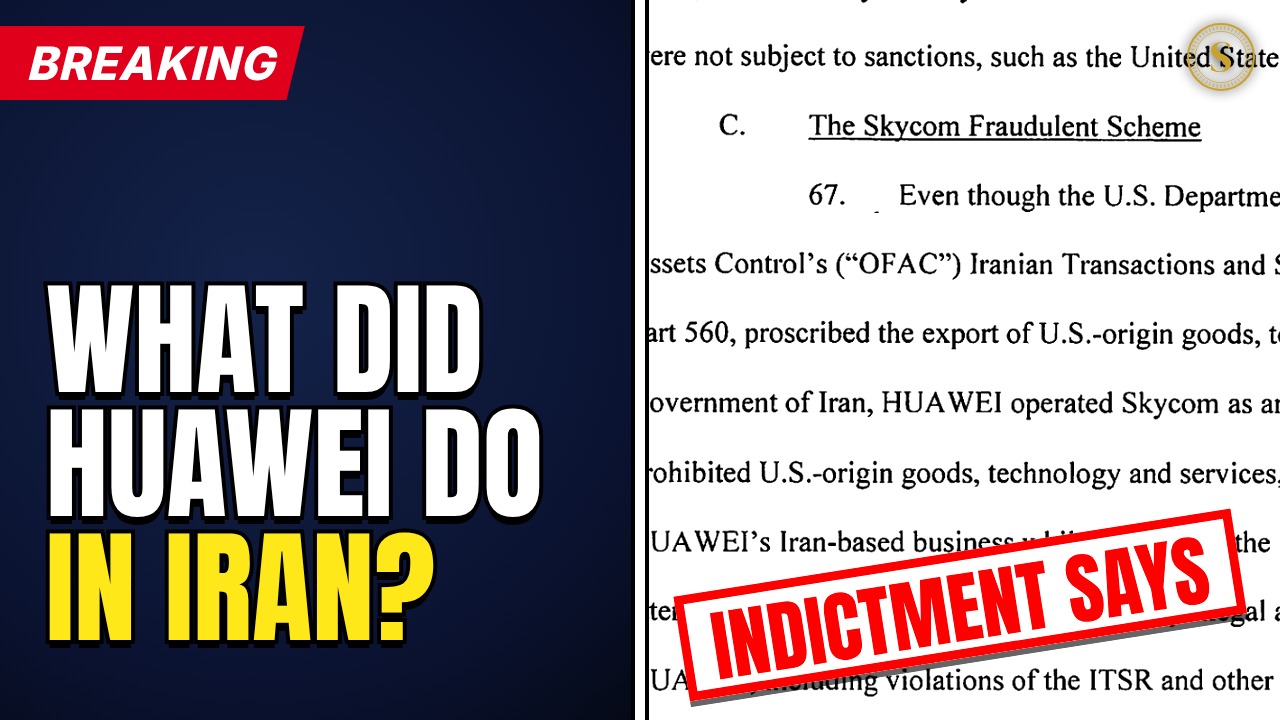 BREAKING
WHAT DID
HUAWEI DO
IN IRAN?
ere not subject to sanctions, such as the United State
S
C. The Skycom Fraudulent Scheme
67. Even though the U.S. Departme
ssets Control's (“OFAC”) Iranian Transactions and S
art 560, proscribed the export of U.S.-origin goods, te
overnment of Iran, HUAWEI operated Skycom as an
rohibited U.S.-origin goods, technology and services,
UAWEI's Iran-based business the
INDICTMENT SAYS
UA including violations of the ITSR and other